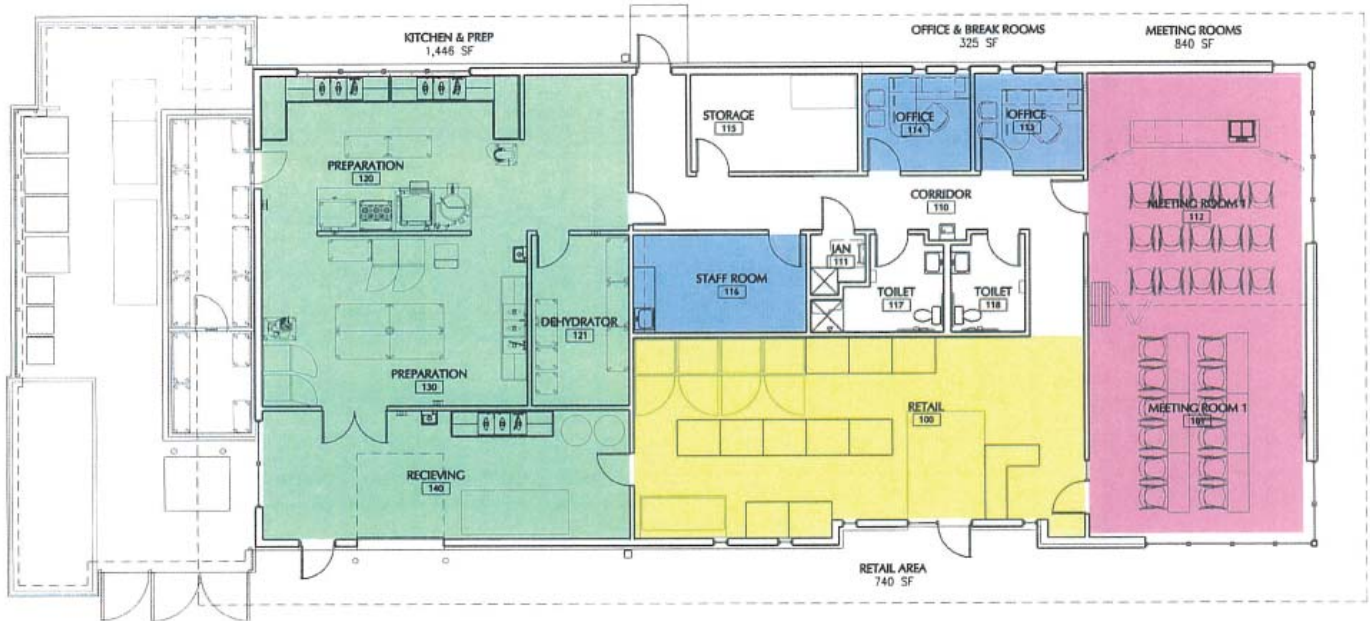 KITCHEN & PREP
1,446 SF
OFFICE & BREAK ROOMS
325 SF
MEETING ROOMS
840 SF
STORAGE
115
OFFICE
114
OFFICE
113
PREPARATION
120
CORRIDOR
110
MEETING ROOM 1
112
JAN
111
STAFF ROOM
116
TOILET
117
TOILET
118
DEHYDRATOR
121
PREPARATION
130
RETAIL
100
MEETING ROOM 1
101
RECIEVING
140
RETAIL AREA
740 SF